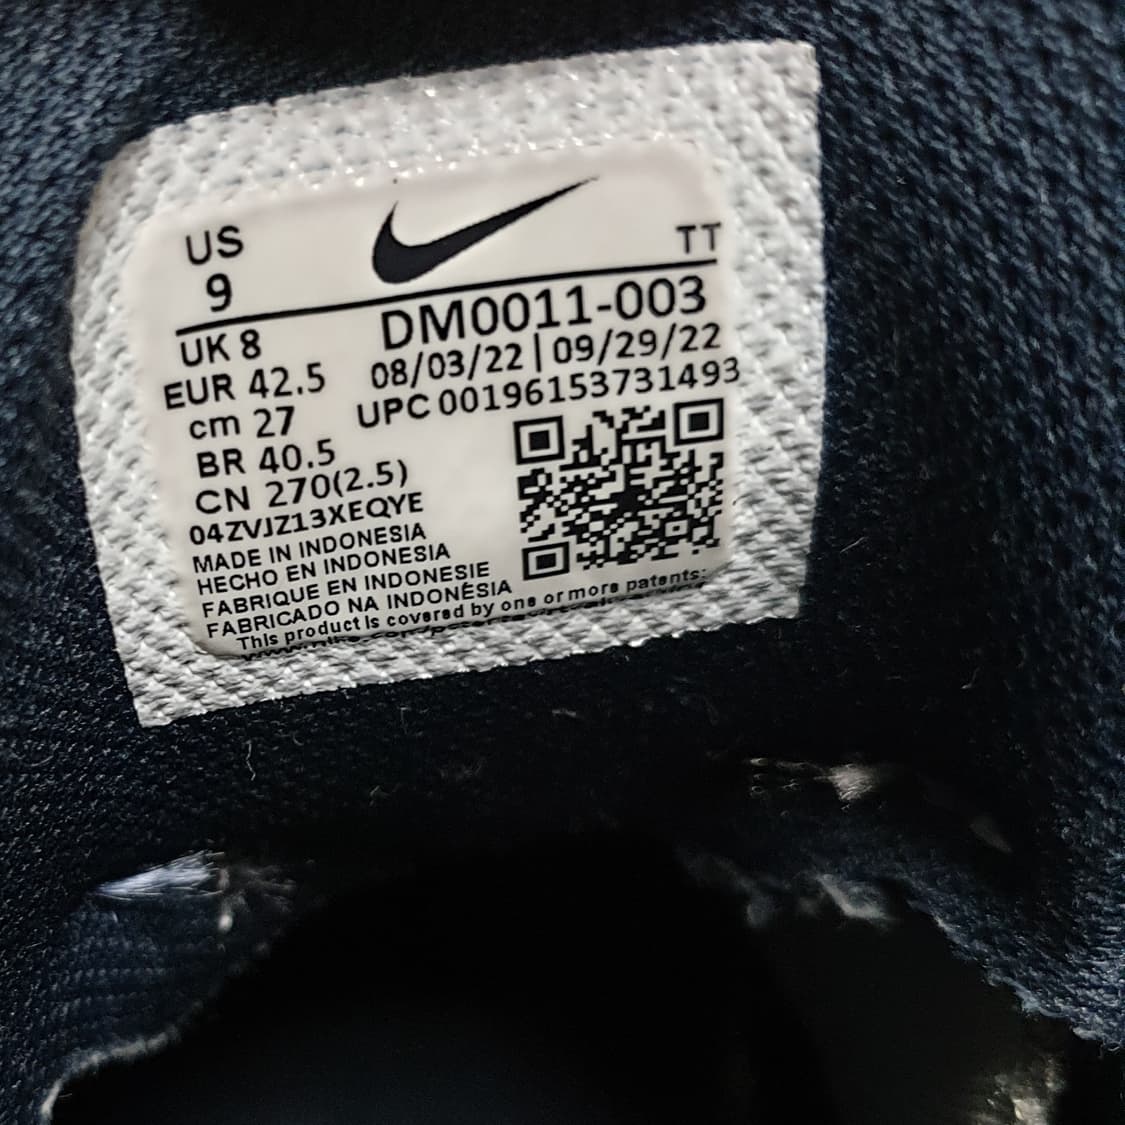 US
9
TT
UK 8
DM0011-003
EUR 42.5
08/03/22 | 09/29/22
cm 27
UPC 00196153731493
BR 40.5
CN 270(2.5)
04ZVJZ13XEQYE
MADE IN INDONESIA
HECHO EN INDONESIA
FABRIQUE EN INDONESIE
FABRICADO NA INDONÉSIA
This product is covered by one or more patents: